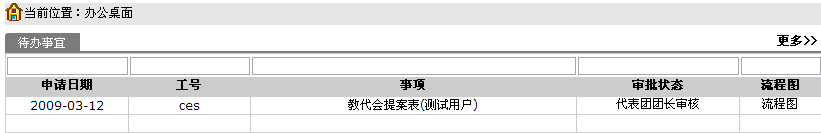 当前位置：办公桌面
待办事宜 更多>>
申请日期 工号 事项 审批状态 流程图
2009-03-12 ces 教代会提案表(测试用户) 代表团团长审核 流程图